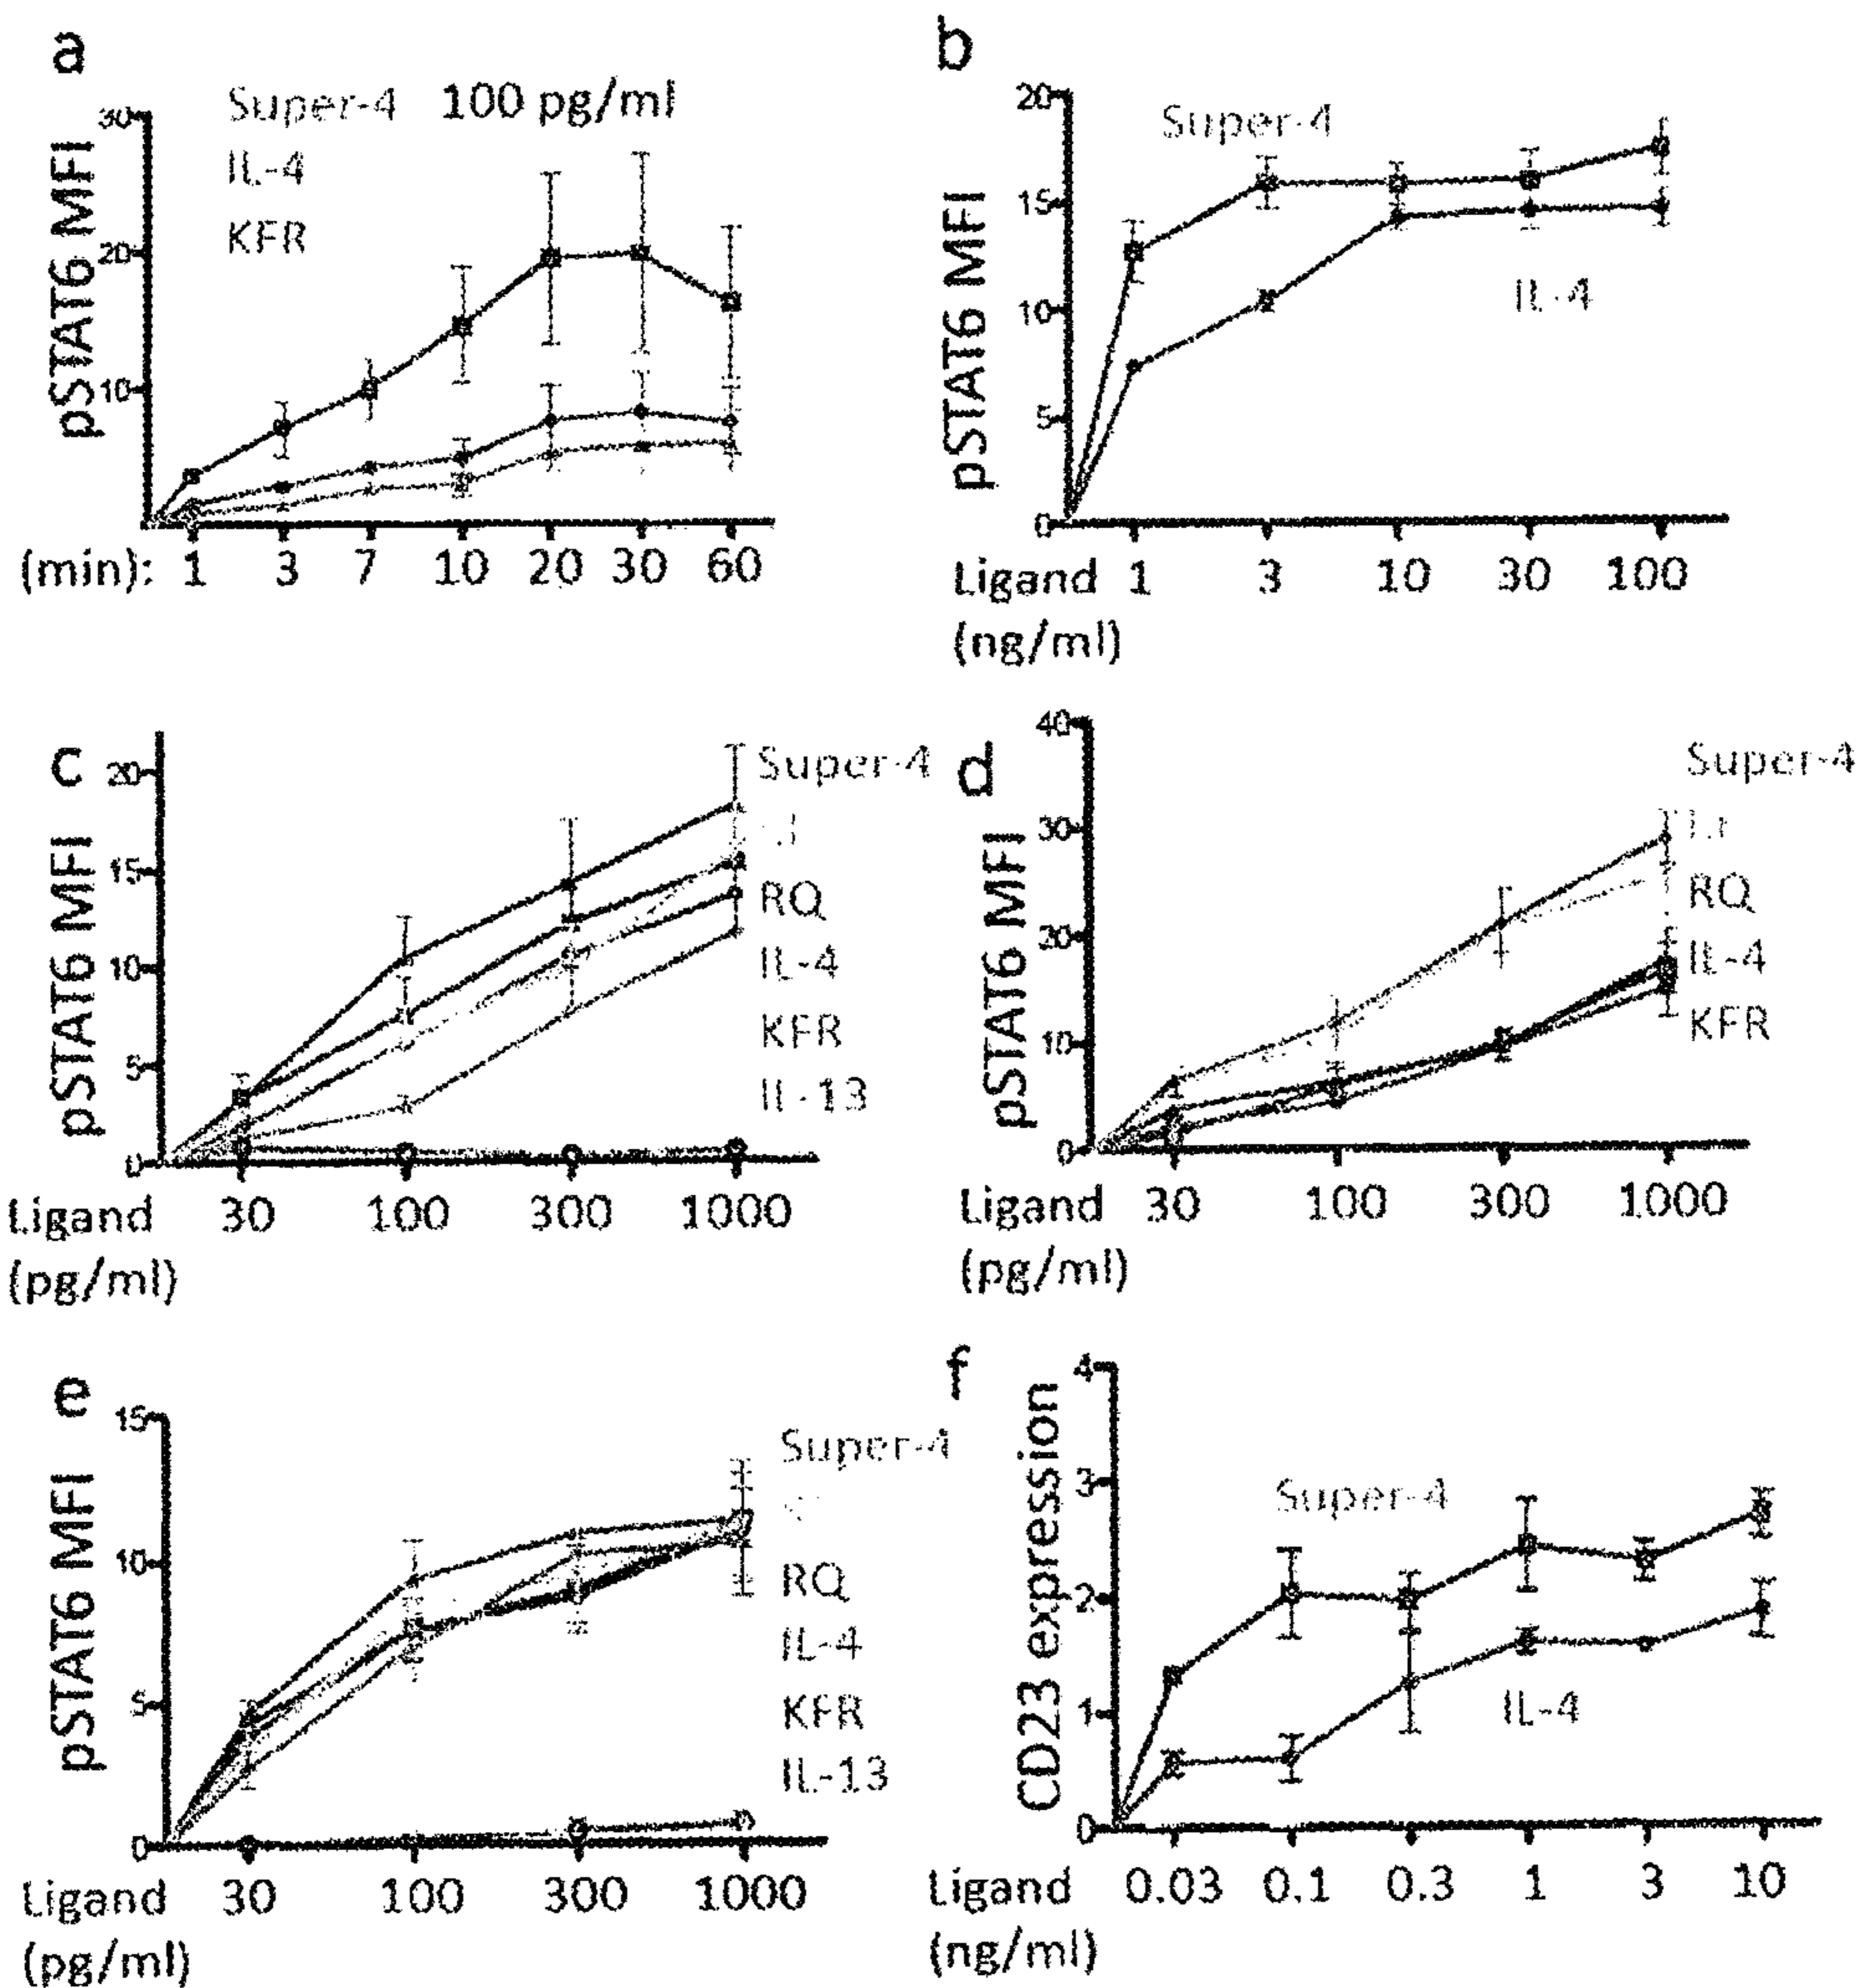 a
Super-4 100 pg/ml
IL-4
KFR
pSTAT6 MFI
30
20
10
(min): 1 3 7 10 20 30 60
b
Super-4
IL-4
pSTAT6 MFI
20
15
10
5
0
Ligand 1 3 10 30 100
(ng/ml)
c
pSTAT6 MFI
20
15
10
5
0
Super-4
RQ
IL-4
KFR
IL-13
Ligand 30 100 300 1000
(pg/ml)
d
pSTAT6 MFI
40
30
20
10
0
Super-4
RQ
IL-4
KFR
Ligand 30 100 300 1000
(pg/ml)
e
pSTAT6 MFI
15
10
5
0
Super-4
RQ
IL-4
KFR
IL-13
Ligand 30 100 300 1000
(pg/ml)
f
CD23 expression
4
3
2
1
0
Super-4
IL-4
Ligand 0.03 0.1 0.3 1 3 10
(ng/ml)